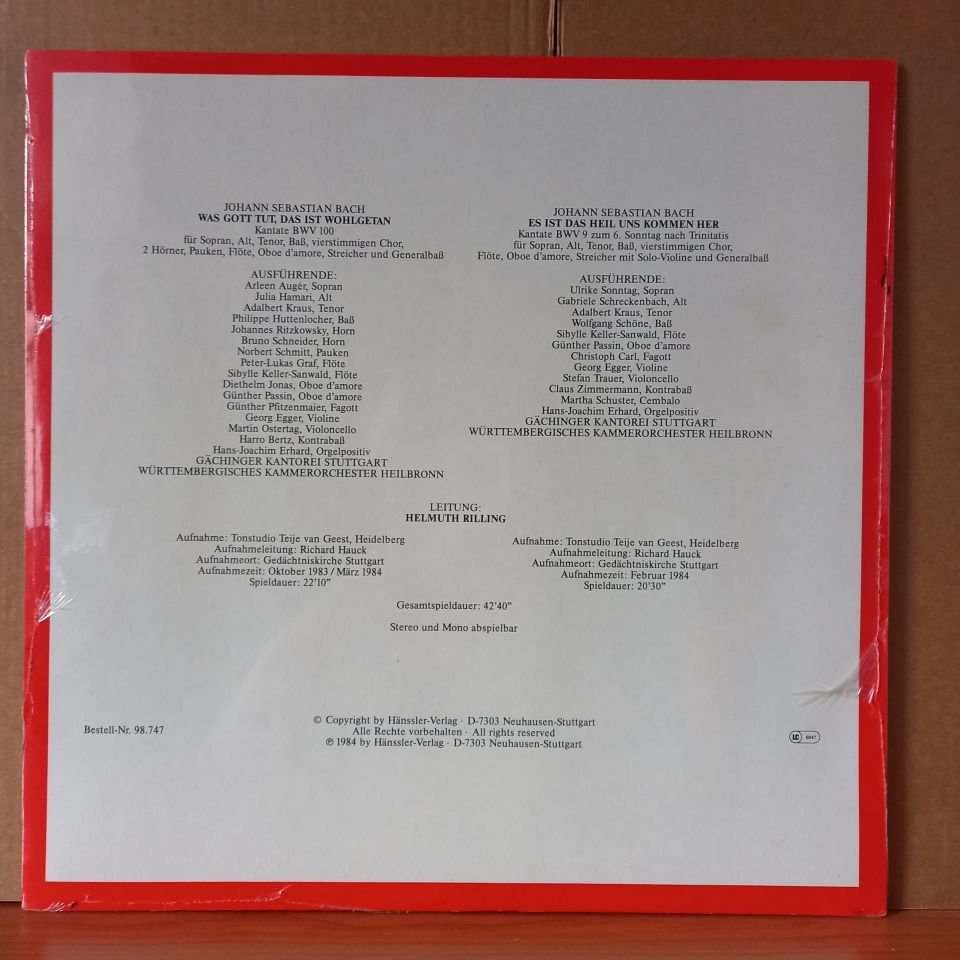 JOHANN SEBASTIAN BACH
WAS GOTT TUT, DAS IST WOHLGETAN
Kantate BWV 100
für Sopran, Alt, Tenor, Baß, vierstimmigen Chor,
2 Hörner, Pauken, Flöte, Oboe d'amore, Streicher und Generalbaß
AUSFÜHRENDE:
Arleen Augér, Sopran
Julia Hamari, Alt
Adalbert Kraus, Tenor
Philippe Huttenlocher, Baß
Johannes Ritzkowsky, Horn
Bruno Schneider, Horn
Norbert Schmitt, Pauken
Peter-Lukas Graf, Flöte
Sibylle Keller-Sanwald, Flöte
Diethelm Jonas, Oboe d'amore
Günther Passin, Oboe d'amore
Günther Pfitzenmaier, Fagott
Georg Egger, Violine
Martin Ostertag, Violoncello
Harro Bertz, Kontrabaß
Hans-Joachim Erhard, Orgelpositiv
GÄCHINGER KANTOREI STUTTGART
WÜRTTEMBERGISCHES KAMMERORCHESTER HEILBRONN
JOHANN SEBASTIAN BACH
ES IST DAS HEIL UNS KOMMEN HER
Kantate BWV 9 zum 6. Sonntag nach Trinitatis
für Sopran, Alt, Tenor, Baß, vierstimmigen Chor,
Flöte, Oboe d'amore, Streicher mit Solo-Violine und Generalbaß
AUSFÜHRENDE:
Ulrike Sonntag, Sopran
Gabriele Schreckenbach, Alt
Adalbert Kraus, Tenor
Wolfgang Schöne, Baß
Sibylle Keller-Sanwald, Flöte
Günther Passin, Oboe d'amore
Christoph Carl, Fagott
Georg Egger, Violine
Stefan Trauer, Violoncello
Claus Zimmermann, Kontrabaß
Martha Schuster, Cembalo
Hans-Joachim Erhard, Orgelpositiv
GÄCHINGER KANTOREI STUTTGART
WÜRTTEMBERGISCHES KAMMERORCHESTER HEILBRONN
LEITUNG:
HELMUTH RILLING
Aufnahme: Tonstudio Teije van Geest, Heidelberg
Aufnahmeleitung: Richard Hauck
Aufnahmeort: Gedächtniskirche Stuttgart
Aufnahmezeit: Oktober 1983 / März 1984
Spieldauer: 22'10"
Aufnahme: Tonstudio Teije van Geest, Heidelberg
Aufnahmeleitung: Richard Hauck
Aufnahmeort: Gedächtniskirche Stuttgart
Aufnahmezeit: Februar 1984
Spieldauer: 20'30"
Gesamtspieldauer: 42'40"
Stereo und Mono abspielbar
Bestell-Nr. 98.747
© Copyright by Hänssler-Verlag · D-7303 Neuhausen-Stuttgart
Alle Rechte vorbehalten · All rights reserved
℗ 1984 by Hänssler-Verlag · D-7303 Neuhausen-Stuttgart
LC 6047